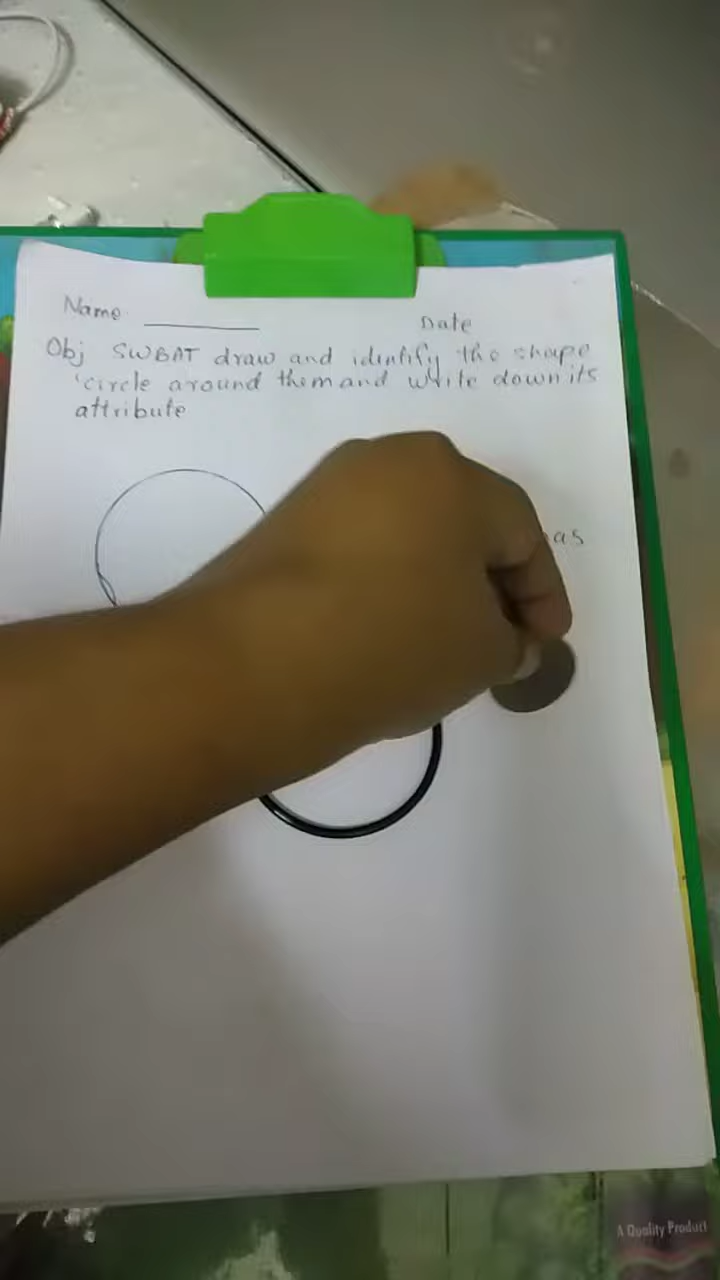 Name
Date
Obj SWBAT draw and identify the shape
'circle around them and write down its
attribute
as
A Quality Product